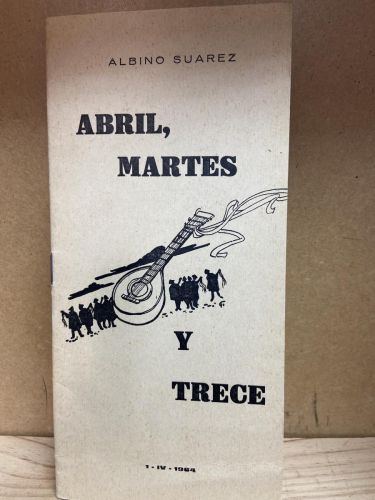 ALBINO SUAREZ
ABRIL,
MARTES
Y
TRECE
1 - IV - 1964